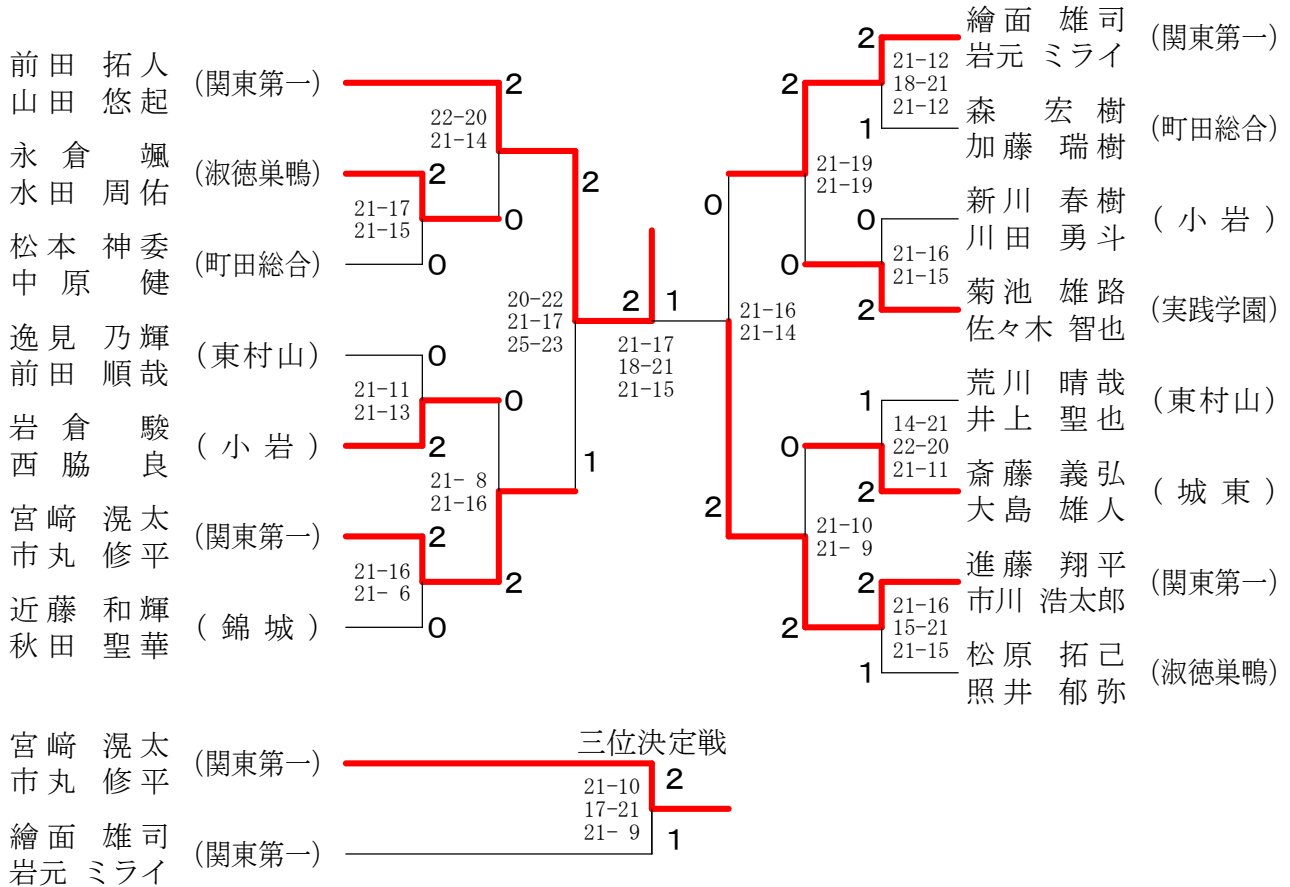 前田 拓人
山田 悠起
(関東第一)
永倉 颯
水田 周佑
(淑徳巣鴨)
松本 神委
中原 健
(町田総合)
逸見 乃輝
前田 順哉
(東村山)
岩倉 駿
西脇 良
(小岩)
宮﨑 滉太
市丸 修平
(関東第一)
近藤 和輝
秋田 聖華
(錦城)
2
22-20
21-14
0
2
21-17
21-15
0
0
21-11
21-13
2
2
21-16
21- 6
0
0
21- 8
21-16
2
2
20-22
21-17
25-23
1
2
1
21-17
18-21
21-15
0
21-16
21-14
2
2
21-19
21-19
0
0
21-10
21- 9
2
2
21-12
18-21
21-12
1
0
21-16
21-15
2
1
14-21
22-20
21-11
2
2
21-16
15-21
21-15
1
繪面 雄司
岩元 ミライ
(関東第一)
森 宏樹
加藤 瑞樹
(町田総合)
新川 春樹
川田 勇斗
(小岩)
菊池 雄路
佐々木 智也
(実践学園)
荒川 晴哉
井上 聖也
(東村山)
斎藤 義弘
大島 雄人
(城東)
進藤 翔平
市川 浩太郎
(関東第一)
松原 拓己
照井 郁弥
(淑徳巣鴨)
三位決定戦
宮﨑 滉太
市丸 修平
(関東第一)
2
21-10
17-21
21- 9
1
繪面 雄司
岩元 ミライ
(関東第一)